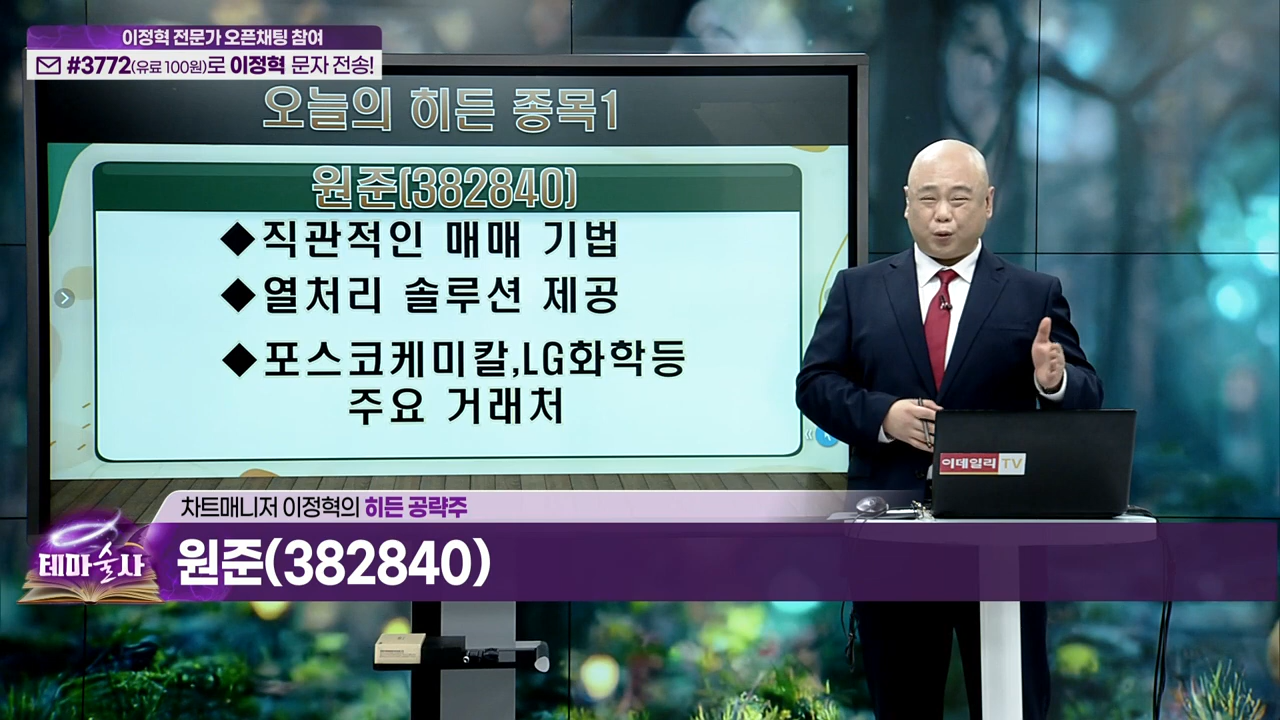 이정혁 전문가 오픈채팅 참여
#3772(유료 100원)로 이정혁 문자 전송!
오늘의 히든 종목1
원준(382840)
◆직관적인 매매 기법
◆열처리 솔루션 제공
◆포스코케미칼,LG화학등
주요 거래처
이데일리TV
차트매니저 이정혁의 히든 공략주
테마술사
원준(382840)